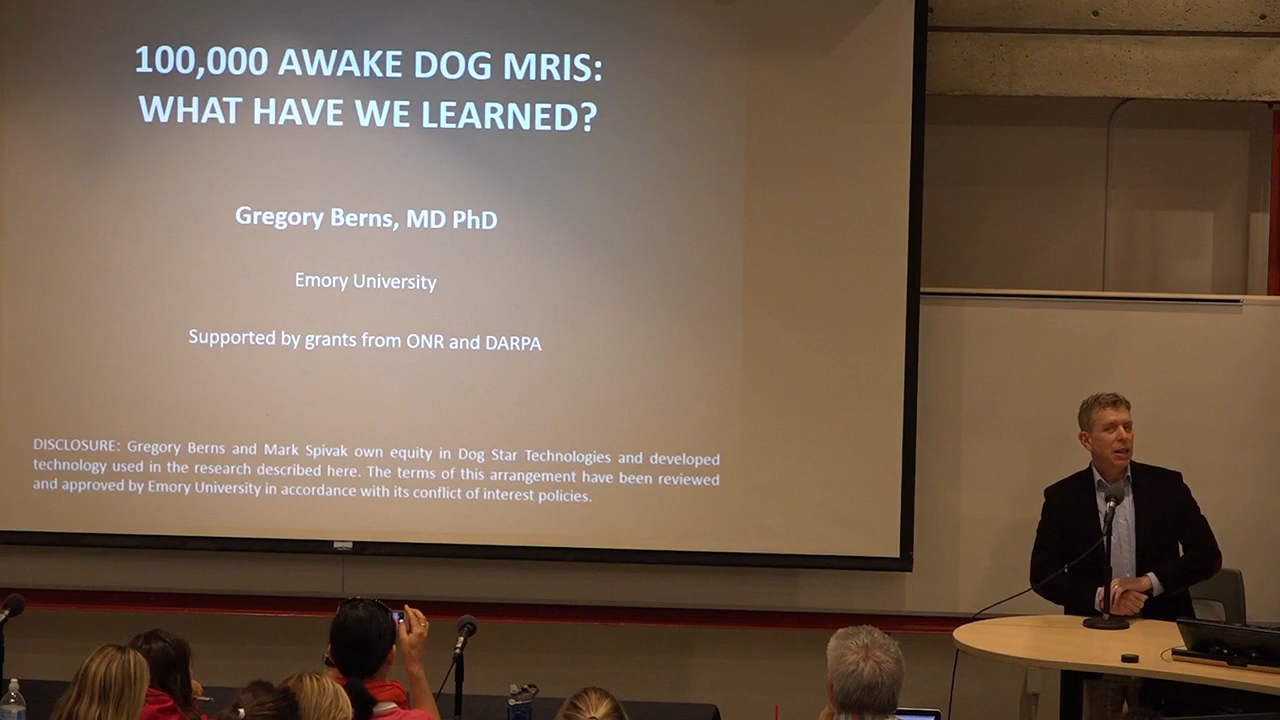 100,000 AWAKE DOG MRIS:
WHAT HAVE WE LEARNED?
Gregory Berns, MD PhD
Emory University
Supported by grants from ONR and DARPA
DISCLOSURE: Gregory Berns and Mark Spivak own equity in Dog Star Technologies and developed
technology used in the research described here. The terms of this arrangement have been reviewed
and approved by Emory University in accordance with its conflict of interest policies.